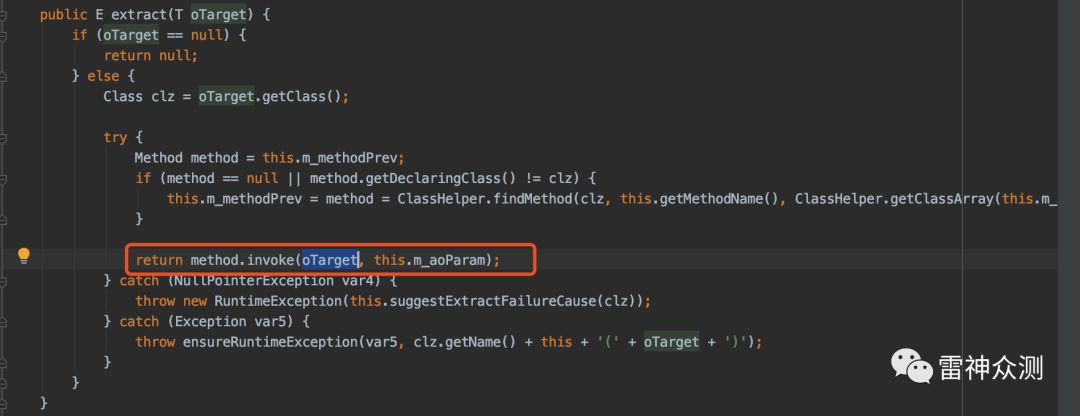 public E extract(T oTarget) {
if (oTarget == null) {
return null;
} else {
Class clz = oTarget.getClass();
try {
Method method = this.m_methodPrev;
if (method == null || method.getDeclaringClass() != clz) {
this.m_methodPrev = method = ClassHelper.findMethod(clz, this.getMethodName(), ClassHelper.getClassArray(this.m_
}
return method.invoke(oTarget, this.m_aoParam);
} catch (NullPointerException var4) {
throw new RuntimeException(this.suggestExtractFailureCause(clz));
} catch (Exception var5) {
throw ensureRuntimeException(var5, clz.getName() + this + '(' + oTarget + ')');
}
}
}
雷神众测